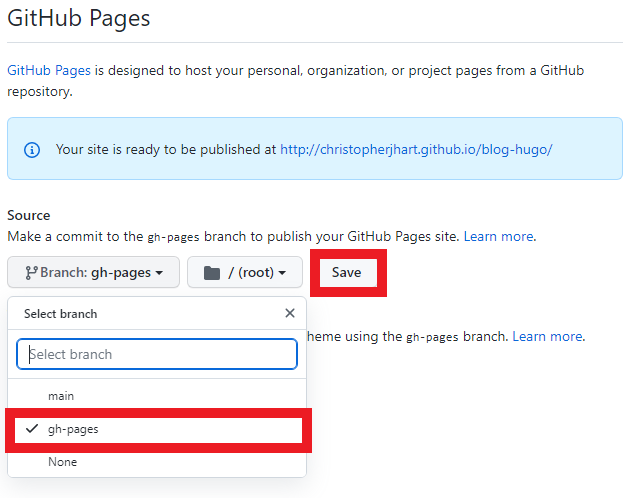 GitHub Pages
GitHub Pages is designed to host your personal, organization, or project pages from a GitHub
repository.
Your site is ready to be published at http://christopherjhart.github.io/blog-hugo/
Source
Make a commit to the gh-pages branch to publish your GitHub Pages site. Learn more.
Branch: gh-pages / (root) Save
Select branch
heme using the gh-pages branch. Learn more.
Select branch
main
gh-pages
None